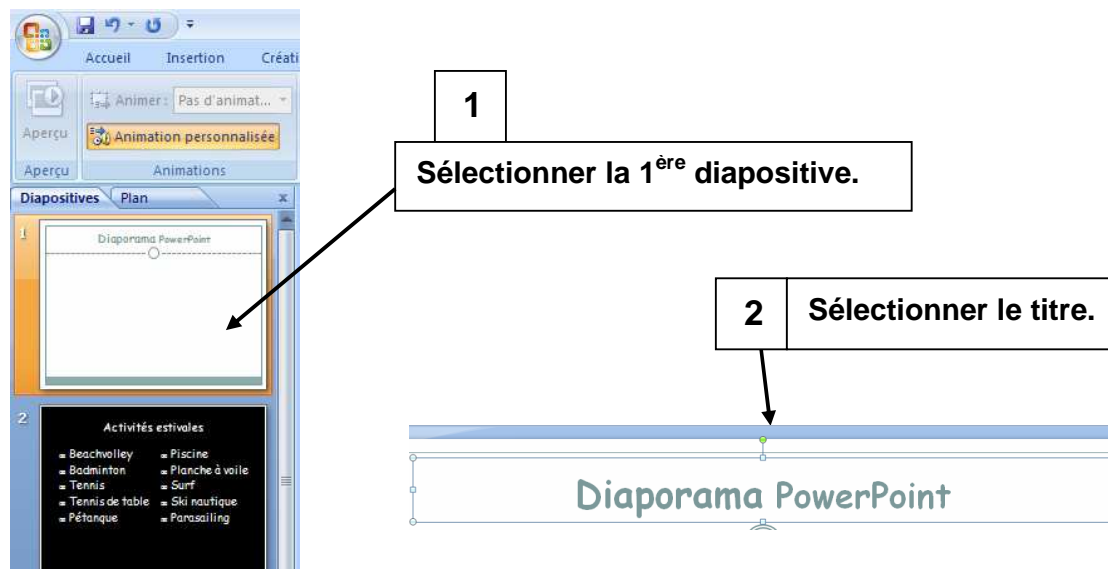 Accueil Insertion Créati
Animer : Pas d'animat...
Aperçu Animation personnalisée
Aperçu Animations
Diapositives Plan
1
Diaporama PowerPoint
2
Activités estivales
Beachvolley Piscine
Badminton Planche à voile
Tennis Surf
Tennis de table Ski nautique
Pétanque Parasailing
1
Sélectionner la 1ère diapositive.
2 Sélectionner le titre.
Diaporama PowerPoint